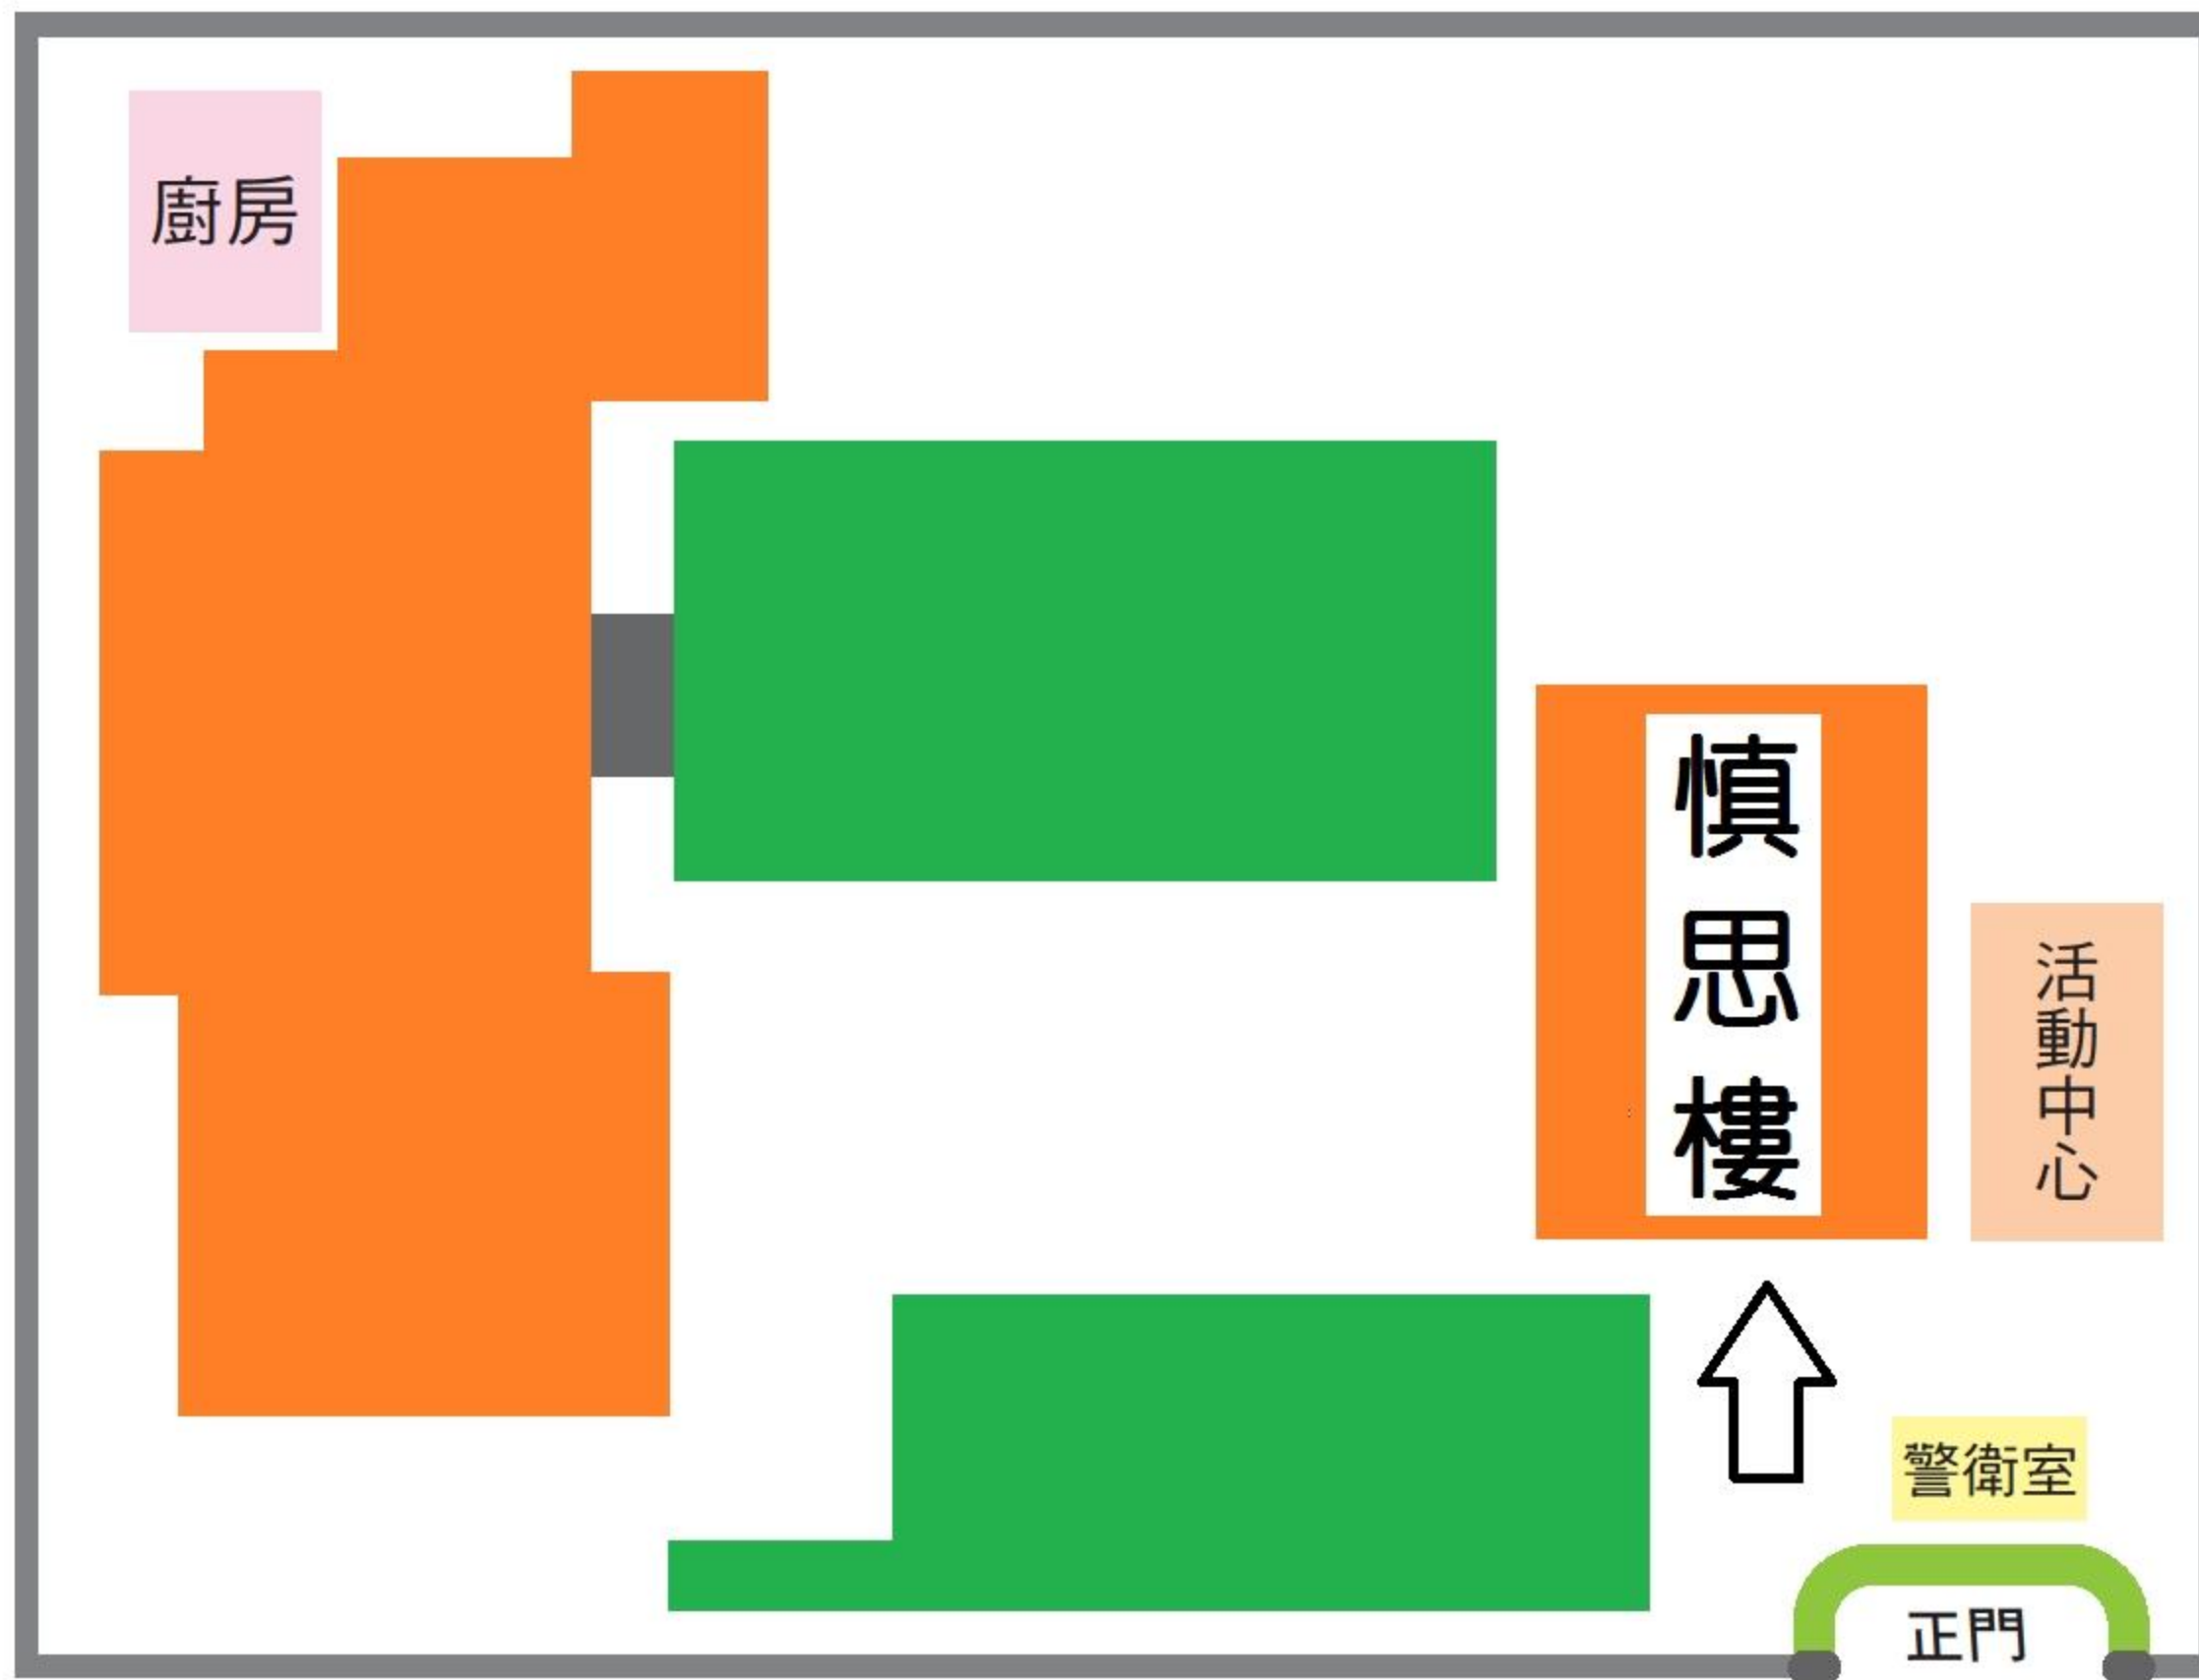 廚房
慎思樓
活動中心
警衛室
正門